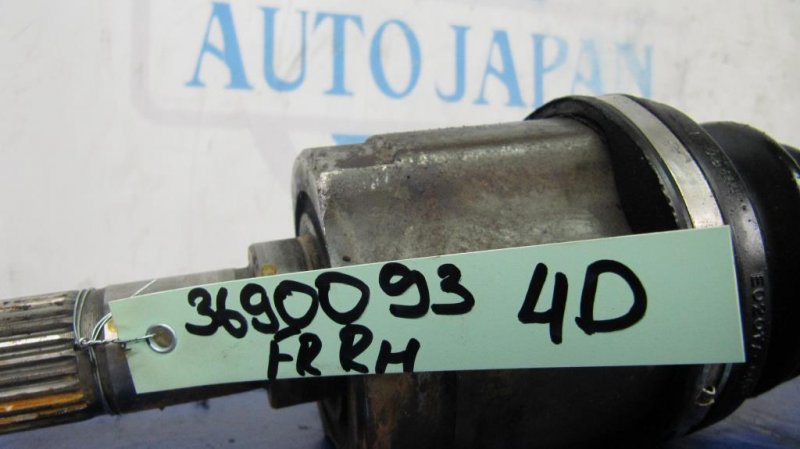 AUTO JAPAN
3690093 4D
FR RH